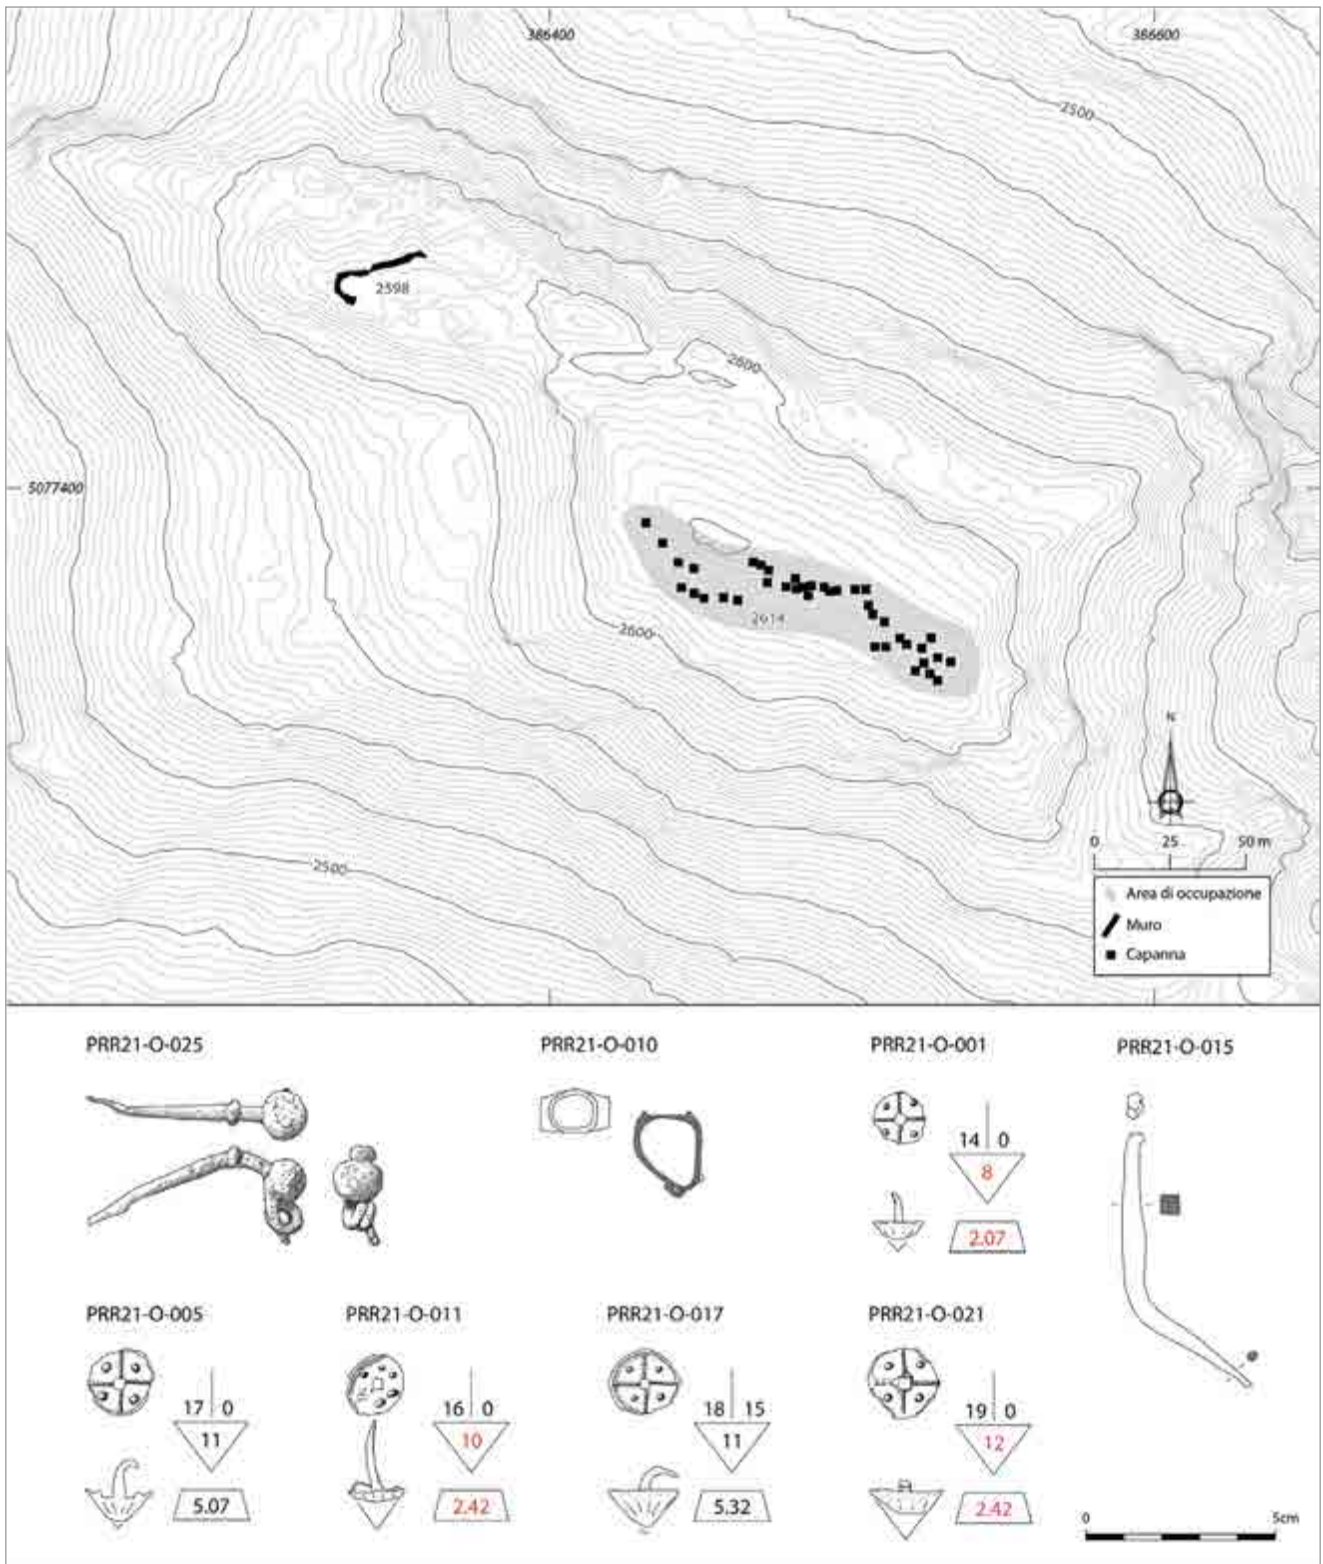 386400
386600
2500
2598
2600
5077400
2600
2614
N
0 25 50 m
2500
Area di occupazione
Muro
Capanna
PRR21-O-025
PRR21-O-010
PRR21-O-001
PRR21-O-015
14 0
8
2.07
PRR21-O-005
PRR21-O-011
PRR21-O-017
PRR21-O-021
17 0
16 0
18 15
19 0
11
10
11
12
5.07
2.42
5.32
2.42
0 5cm